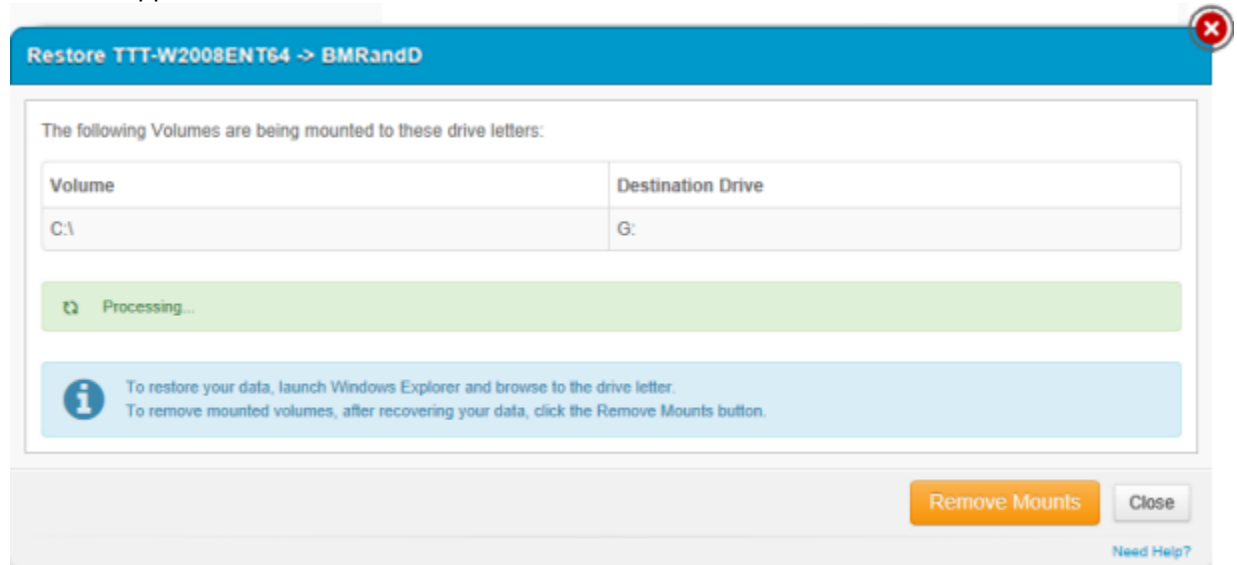 Restore TTT-W2008ENT64 -> BMRandD
The following Volumes are being mounted to these drive letters:
Volume Destination Drive
C:\ G:
Processing...
To restore your data, launch Windows Explorer and browse to the drive letter.
To remove mounted volumes, after recovering your data, click the Remove Mounts button.
Remove Mounts Close
Need Help?